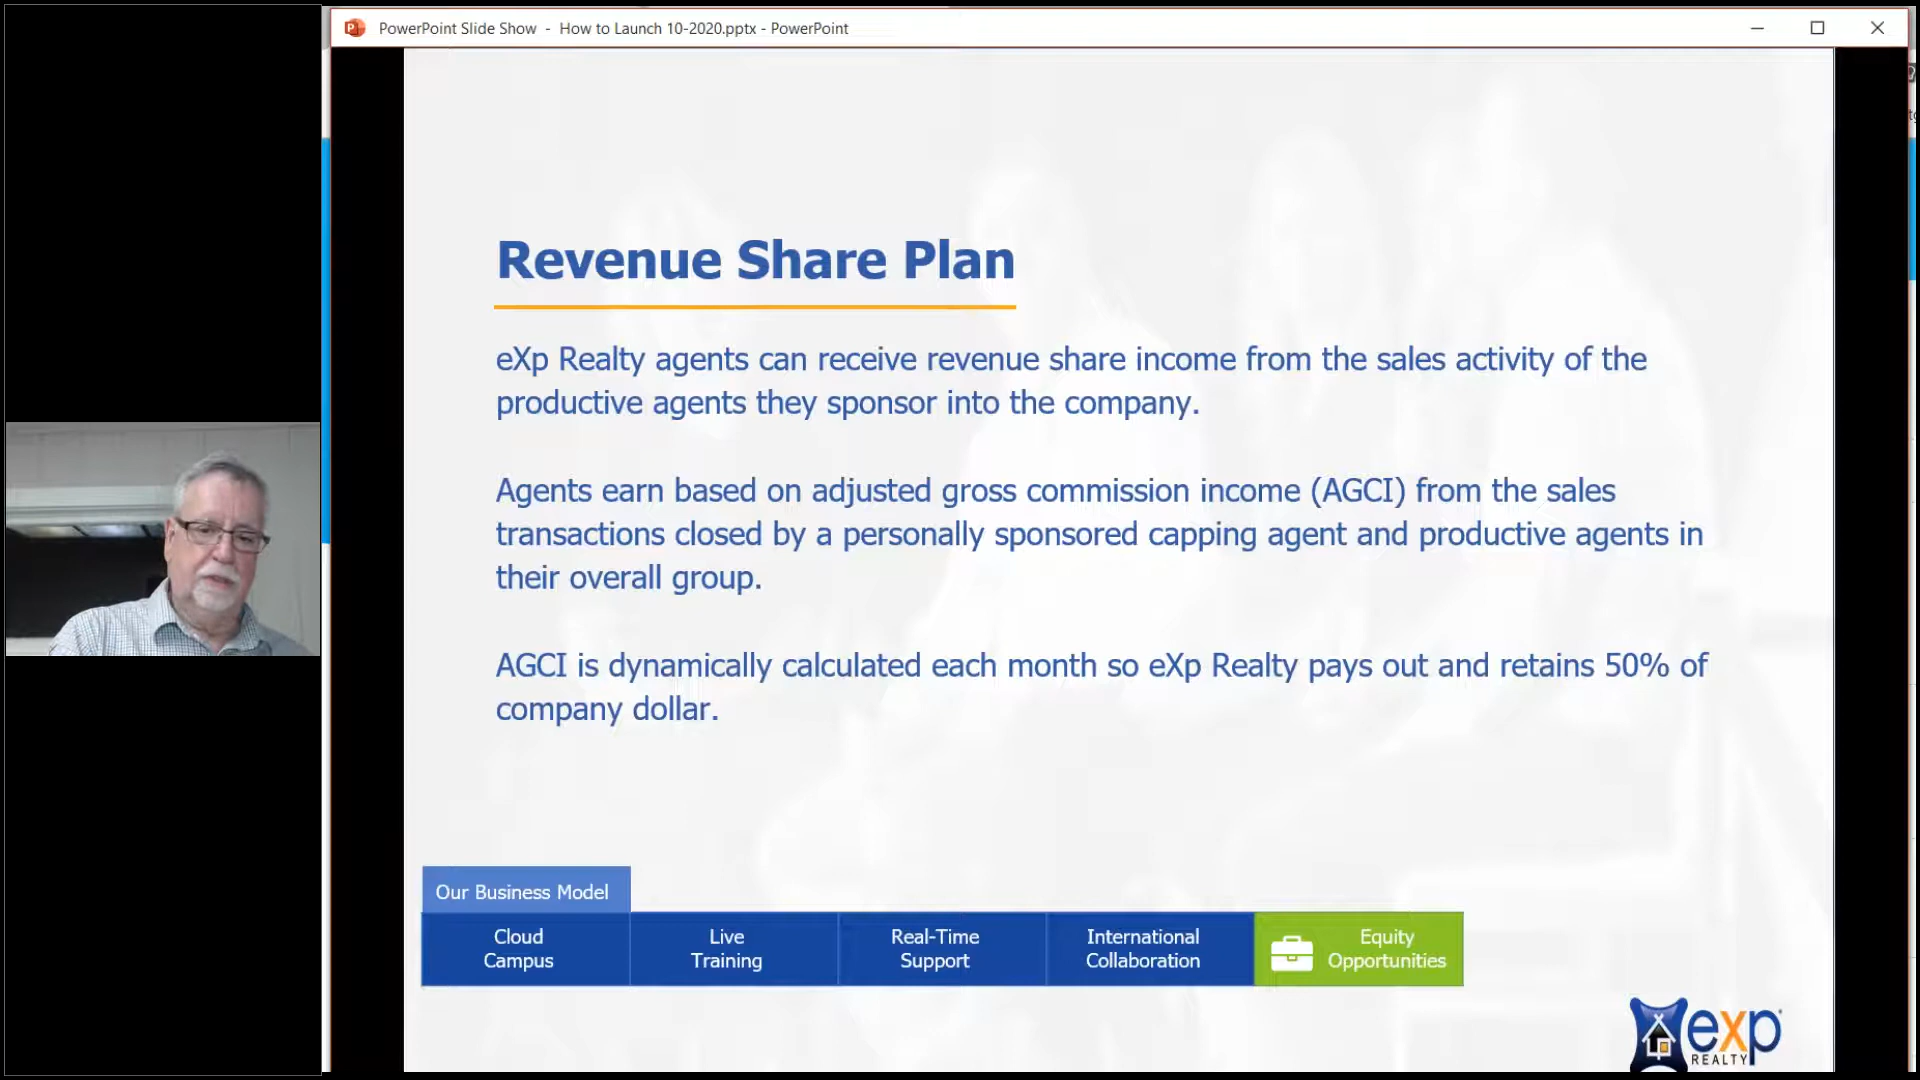 PowerPoint Slide Show - How to Launch 10-2020.pptx - PowerPoint
Revenue Share Plan
eXp Realty agents can receive revenue share income from the sales activity of the
productive agents they sponsor into the company.
Agents earn based on adjusted gross commission income (AGCI) from the sales
transactions closed by a personally sponsored capping agent and productive agents in
their overall group.
AGCI is dynamically calculated each month so eXp Realty pays out and retains 50% of
company dollar.
Our Business Model
Cloud
Campus
Live
Training
Real-Time
Support
International
Collaboration
Equity
Opportunities
exp
REALTY